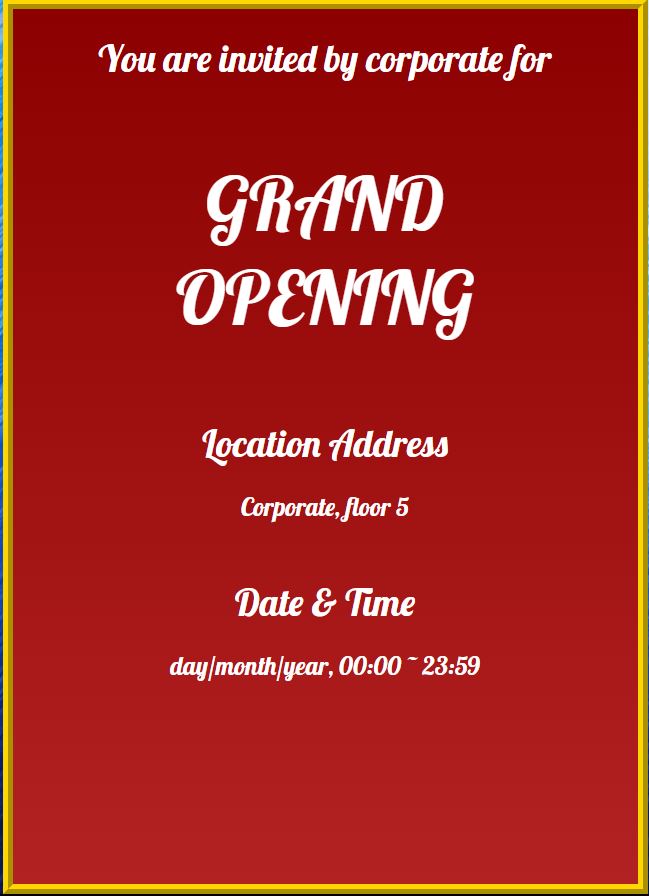 You are invited by corporate for
GRAND
OPENING
Location Address
Corporate, floor 5
Date & Time
day/month/year, 00:00 ~ 23:59